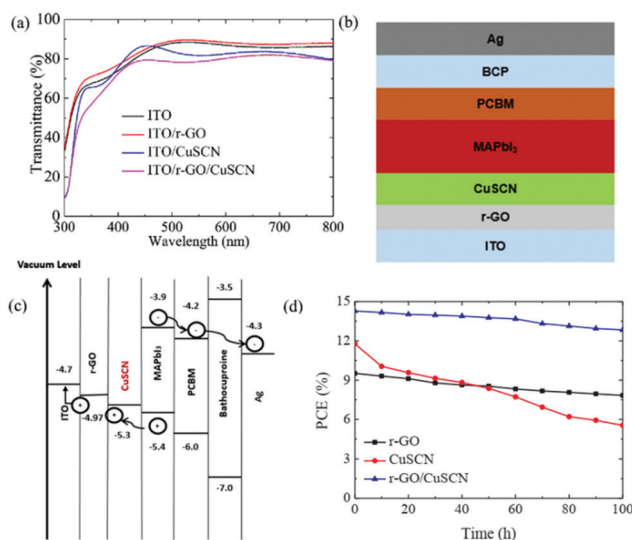 (a)
100
80
60
40
20
0
Transmittance (%)
ITO
ITO/r-GO
ITO/CuSCN
ITO/r-GO/CuSCN
300 400 500 600 700 800
Wavelength (nm)
(b)
Ag
BCP
PCBM
MAPbI₃
CuSCN
r-GO
ITO
(c)
Vacuum Level
-4.7
ITO
r-GO
-4.97
CuSCN
-5.3
-3.9
MAPbI₃
-5.4
-4.2
PCBM
-6.0
-3.5
Bathocuproine
-7.0
-4.3
Ag
(d)
15
12
9
6
3
0
PCE (%)
r-GO
CuSCN
r-GO/CuSCN
0 20 40 60 80 100
Time (h)